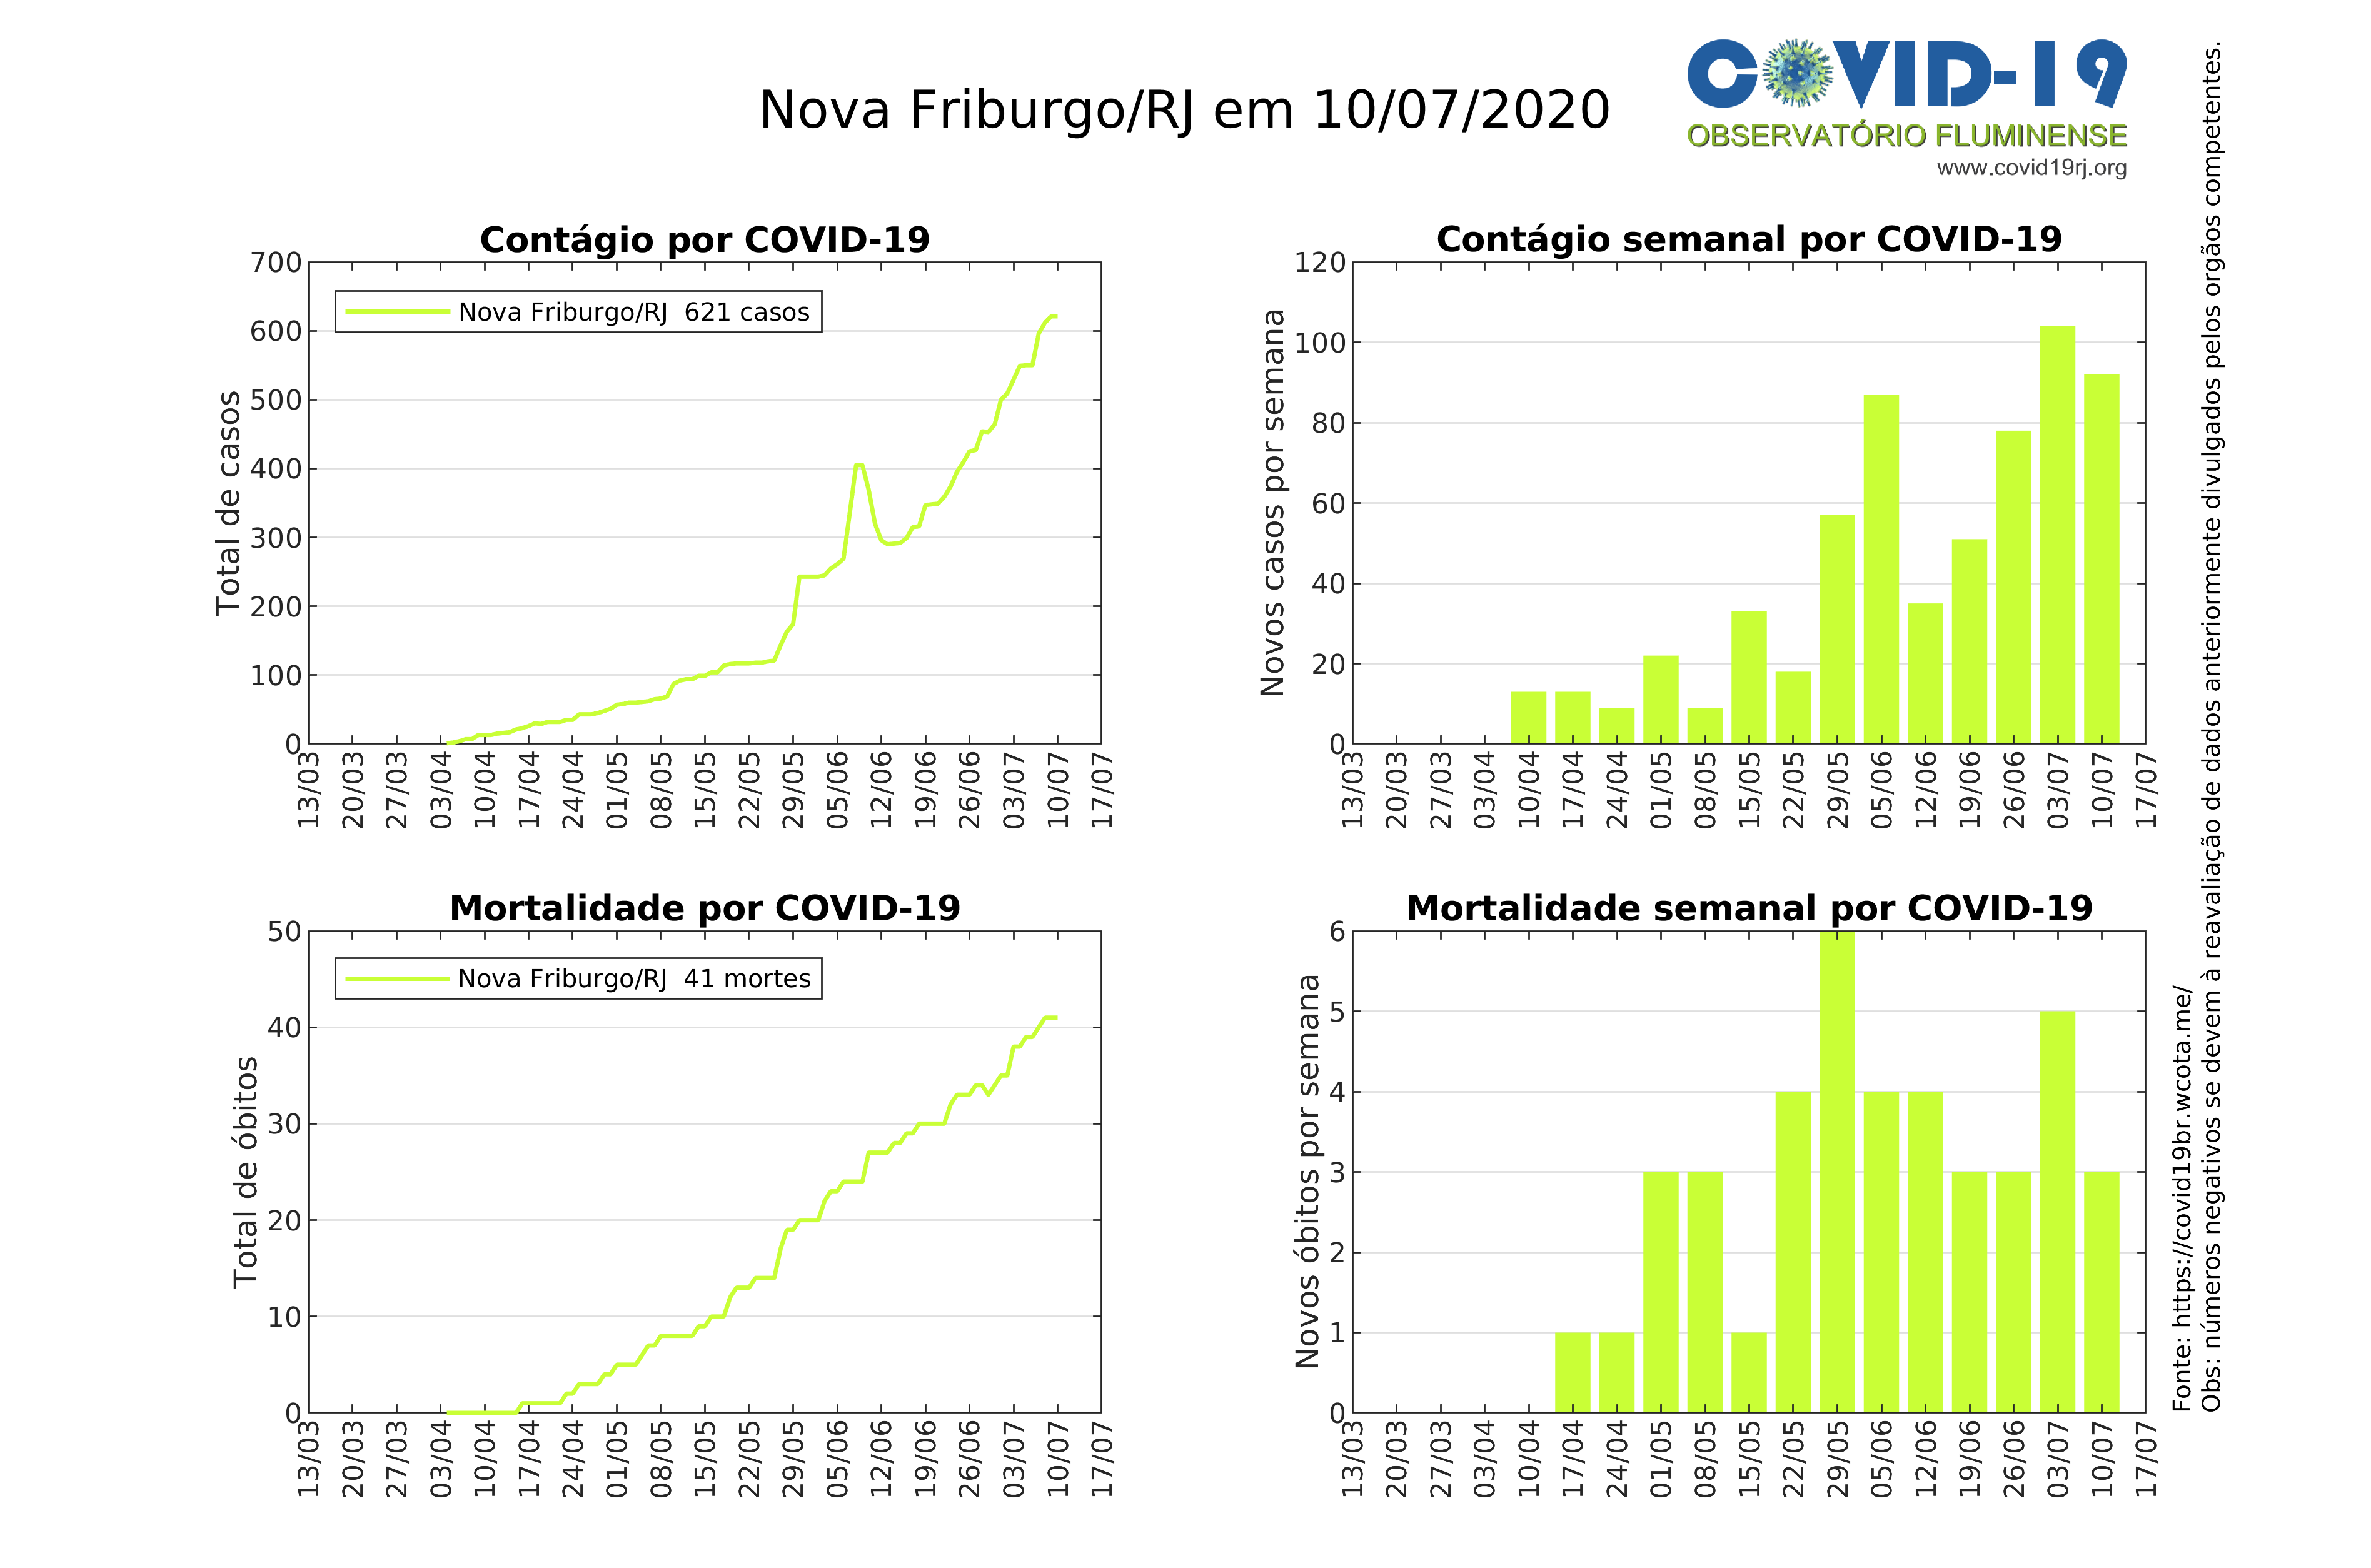 Nova Friburgo/RJ em 10/07/2020
COVID-19
OBSERVATÓRIO FLUMINENSE
www.covid19rj.org
Contágio por COVID-19
Total de casos
700
600
500
400
300
200
100
0
Nova Friburgo/RJ 621 casos
13/03 20/03 27/03 03/04 10/04 17/04 24/04 01/05 08/05 15/05 22/05 29/05 05/06 12/06 19/06 26/06 03/07 10/07 17/07
Contágio semanal por COVID-19
Novos casos por semana
120
100
80
60
40
20
0
13/03 20/03 27/03 03/04 10/04 17/04 24/04 01/05 08/05 15/05 22/05 29/05 05/06 12/06 19/06 26/06 03/07 10/07 17/07
Mortalidade por COVID-19
Total de óbitos
50
40
30
20
10
0
Nova Friburgo/RJ 41 mortes
13/03 20/03 27/03 03/04 10/04 17/04 24/04 01/05 08/05 15/05 22/05 29/05 05/06 12/06 19/06 26/06 03/07 10/07 17/07
Mortalidade semanal por COVID-19
Novos óbitos por semana
6
5
4
3
2
1
0
13/03 20/03 27/03 03/04 10/04 17/04 24/04 01/05 08/05 15/05 22/05 29/05 05/06 12/06 19/06 26/06 03/07 10/07 17/07
Fonte: https://covid19br.wcota.me/
Obs: números negativos se devem à reavaliação de dados anteriormente divulgados pelos orgãos competentes.